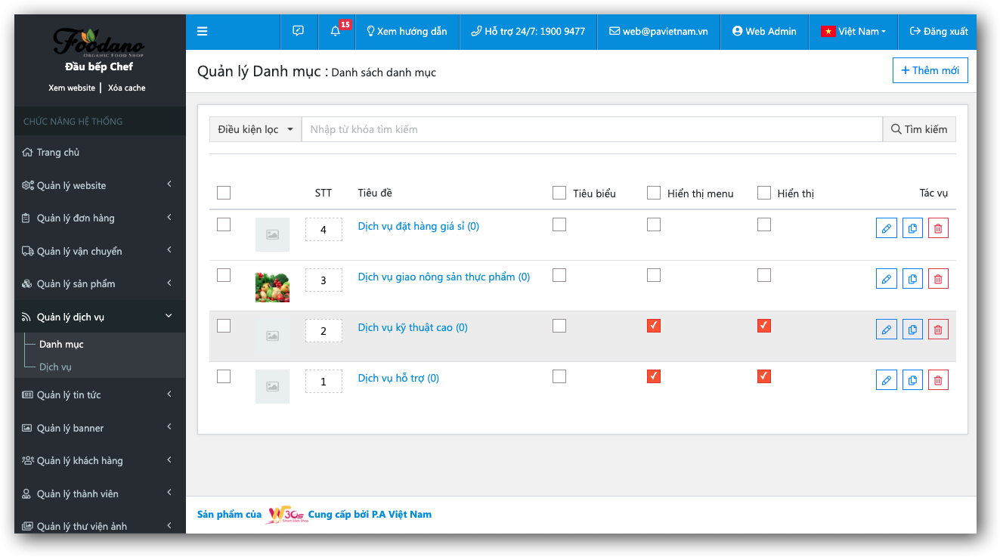 Foodano
ORGANIC FOOD SHOP
Đầu bếp Chef
Xem website | Xóa cache
CHỨC NĂNG HỆ THỐNG
Trang chủ
Quản lý website
Quản lý đơn hàng
Quản lý vận chuyển
Quản lý sản phẩm
Quản lý dịch vụ
Danh mục
Dịch vụ
Quản lý tin tức
Quản lý banner
Quản lý khách hàng
Quản lý thành viên
Quản lý thư viện ảnh
15 Xem hướng dẫn Hỗ trợ 24/7: 1900 9477 web@pavietnam.vn Web Admin Việt Nam Đăng xuất
Quản lý Danh mục : Danh sách danh mục + Thêm mới
Điều kiện lọc Nhập từ khóa tìm kiếm Tìm kiếm
STT Tiêu đề Tiêu biểu Hiển thị menu Hiển thị Tác vụ
4 Dịch vụ đặt hàng giá sỉ (0)
3 Dịch vụ giao nông sản thực phẩm (0)
2 Dịch vụ kỹ thuật cao (0)
1 Dịch vụ hỗ trợ (0)
Sản phẩm của W30s Cung cấp bởi P.A Việt Nam